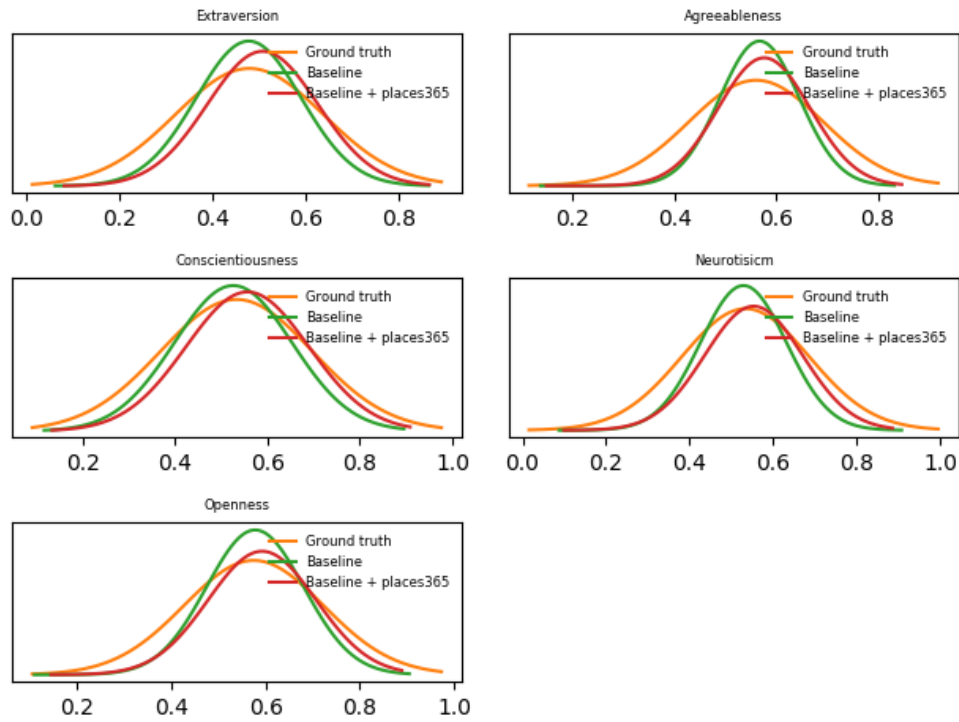 Extraversion
Ground truth
Baseline
Baseline + places365
0.0 0.2 0.4 0.6 0.8
Agreeableness
Ground truth
Baseline
Baseline + places365
0.2 0.4 0.6 0.8
Conscientiousness
Ground truth
Baseline
Baseline + places365
0.2 0.4 0.6 0.8 1.0
Neurotisicm
Ground truth
Baseline
Baseline + places365
0.0 0.2 0.4 0.6 0.8 1.0
Openness
Ground truth
Baseline
Baseline + places365
0.2 0.4 0.6 0.8 1.0